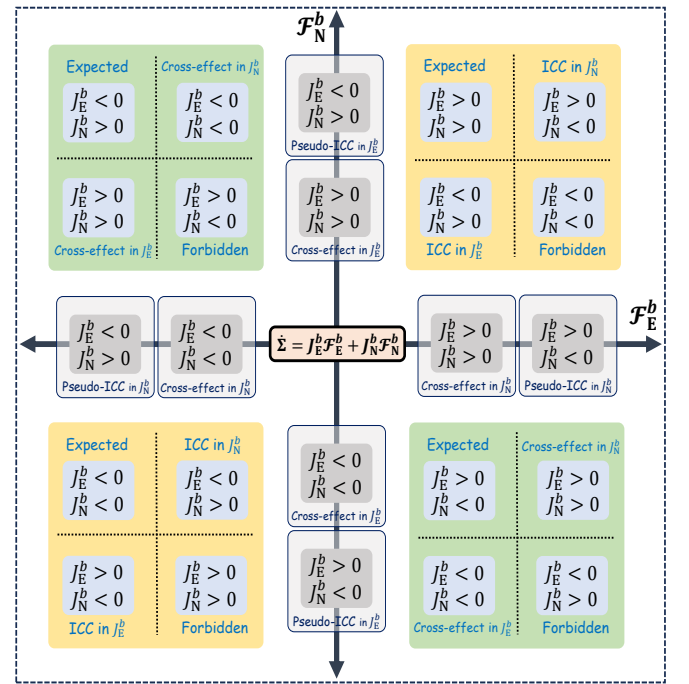 𝓕_N^b
Expected
Cross-effect in J_N^b
J_E^b < 0
J_N^b > 0
J_E^b < 0
J_N^b < 0
J_E^b > 0
J_N^b > 0
J_E^b > 0
J_N^b < 0
Cross-effect in J_E^b
Forbidden
J_E^b < 0
J_N^b > 0
Pseudo-ICC in J_E^b
J_E^b > 0
J_N^b > 0
Cross-effect in J_E^b
Expected
ICC in J_N^b
J_E^b > 0
J_N^b > 0
J_E^b > 0
J_N^b < 0
J_E^b < 0
J_N^b > 0
J_E^b < 0
J_N^b < 0
ICC in J_E^b
Forbidden
J_E^b < 0
J_N^b > 0
Pseudo-ICC in J_N^b
J_E^b < 0
J_N^b < 0
Cross-effect in J_N^b
Σ̇ = J_E^b 𝓕_E^b + J_N^b 𝓕_N^b
J_E^b > 0
J_N^b > 0
Cross-effect in J_N^b
J_E^b > 0
J_N^b < 0
Pseudo-ICC in J_N^b
𝓕_E^b
Expected
ICC in J_N^b
J_E^b < 0
J_N^b < 0
J_E^b < 0
J_N^b > 0
J_E^b > 0
J_N^b < 0
J_E^b > 0
J_N^b > 0
ICC in J_E^b
Forbidden
J_E^b < 0
J_N^b < 0
Cross-effect in J_E^b
J_E^b > 0
J_N^b < 0
Pseudo-ICC in J_E^b
Expected
Cross-effect in J_N^b
J_E^b > 0
J_N^b < 0
J_E^b > 0
J_N^b > 0
J_E^b < 0
J_N^b < 0
J_E^b < 0
J_N^b > 0
Cross-effect in J_E^b
Forbidden